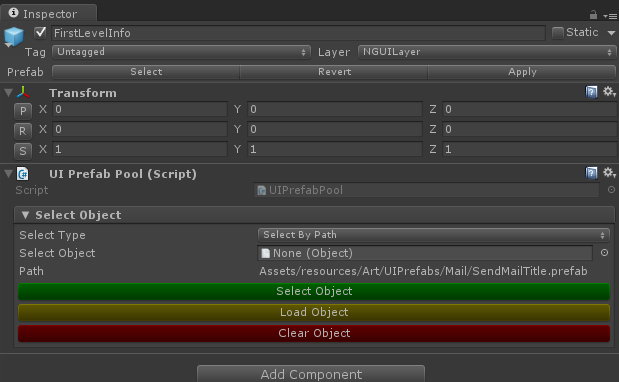 Inspector
FirstLevelInfo Static
Tag Untagged Layer NGUILayer
Prefab Select Revert Apply
Transform
P X 0 Y 0 Z 0
R X 0 Y 0 Z 0
S X 1 Y 1 Z 1
UI Prefab Pool (Script)
Script UIPrefabPool
Select Object
Select Type Select By Path
Select Object None (Object)
Path Assets/resources/Art/UIPrefabs/Mail/SendMailTitle.prefab
Select Object
Load Object
Clear Object
Add Component